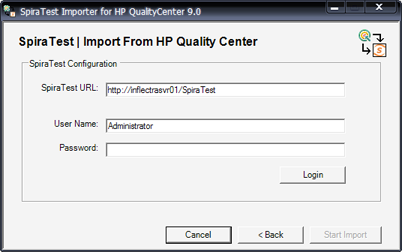 SpiraTest Importer for HP QualityCenter 9.0
SpiraTest | Import From HP Quality Center
SpiraTest Configuration
SpiraTest URL: http://inflectrasvr01/SpiraTest
User Name: Administrator
Password:
Login
Cancel < Back Start Import